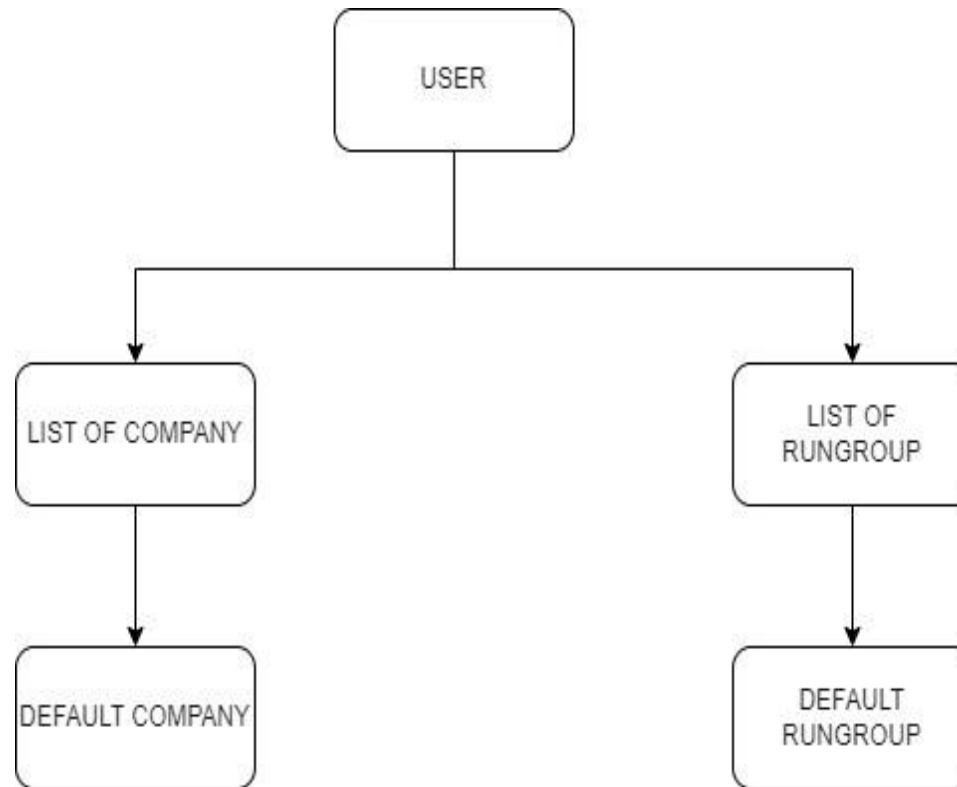 USER
LIST OF COMPANY
LIST OF
RUNGROUP
DEFAULT COMPANY
DEFAULT
RUNGROUP